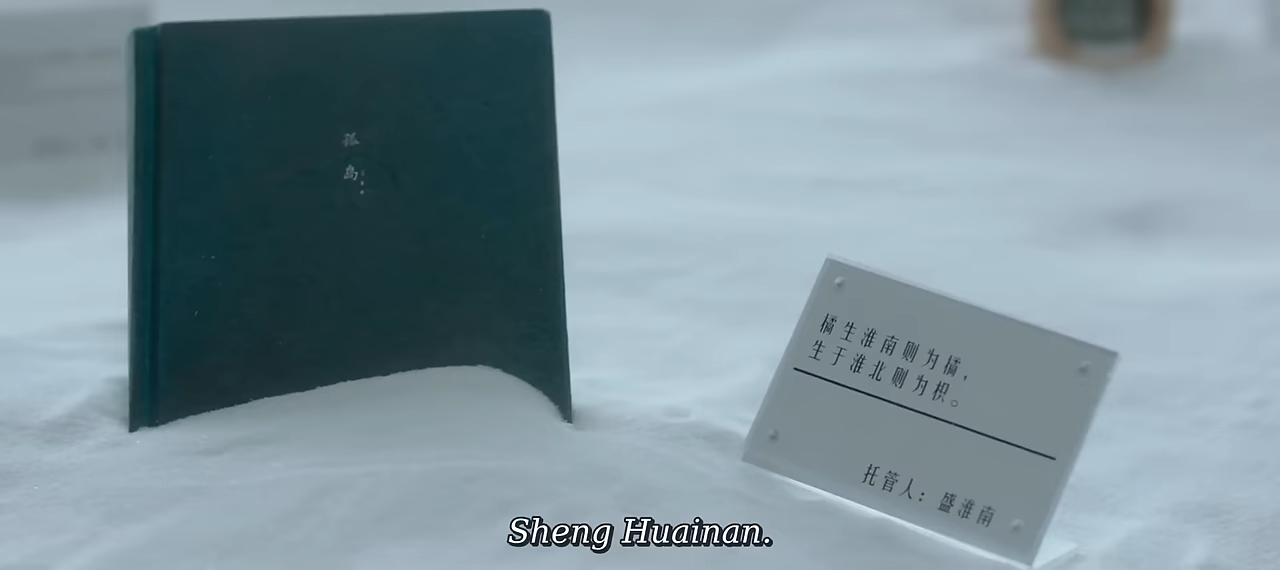 孤
岛
橘生淮南则为橘，
生于淮北则为枳。
托管人：盛淮南
Sheng Huainan.